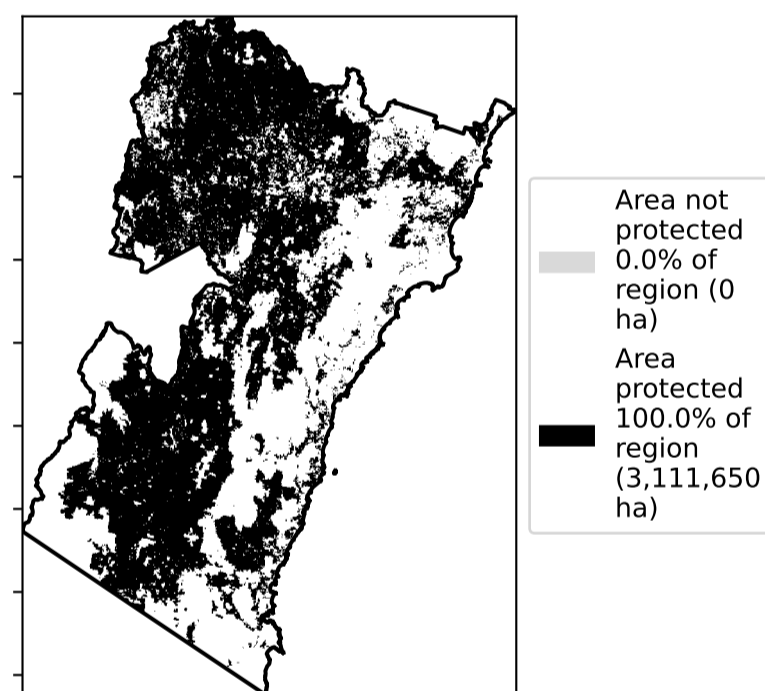 Area not
protected
0.0% of
region (0
ha)
Area
protected
100.0% of
region
(3,111,650
ha)